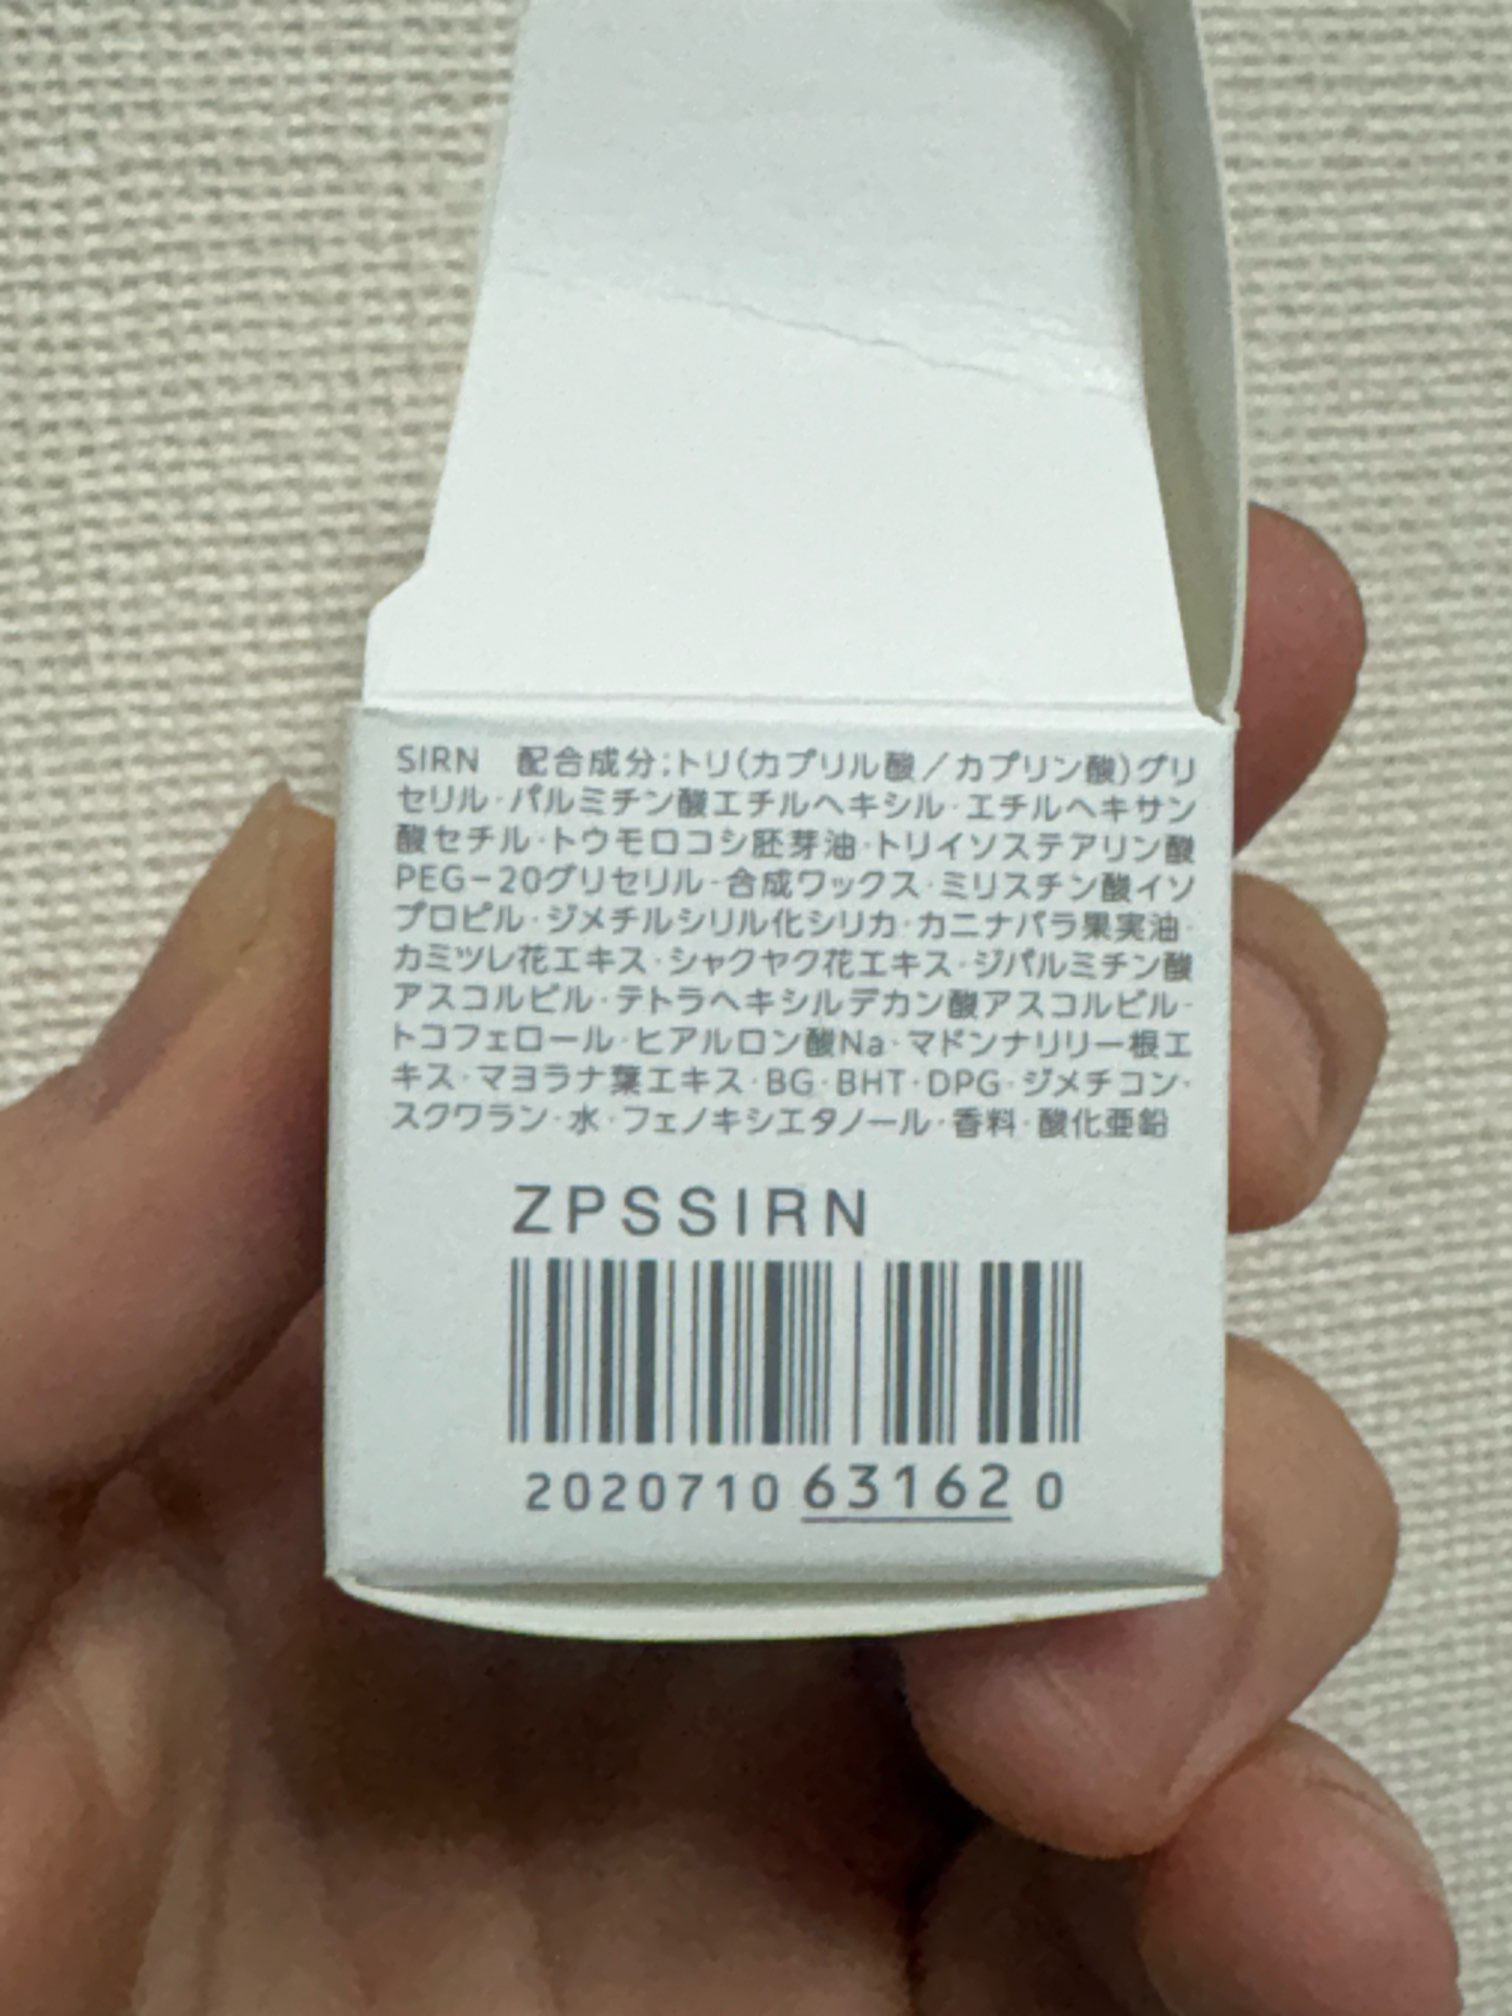 SIRN　配合成分;トリ(カプリル酸/カプリン酸)グリ
セリル・パルミチン酸エチルヘキシル・エチルヘキサン
酸セチル・トウモロコシ胚芽油・トリイソステアリン酸
PEG-20グリセリル・合成ワックス・ミリスチン酸イソ
プロピル・ジメチルシリル化シリカ・カニナバラ果実油・
カミツレ花エキス・シャクヤク花エキス・ジパルミチン酸
アスコルビル・テトラヘキシルデカン酸アスコルビル・
トコフェロール・ヒアルロン酸Na・マドンナリリー根エ
キス・マヨラナ葉エキス・BG・BHT・DPG・ジメチコン・
スクワラン・水・フェノキシエタノール・香料・酸化亜鉛
ZPSSIRN
2020710 631620